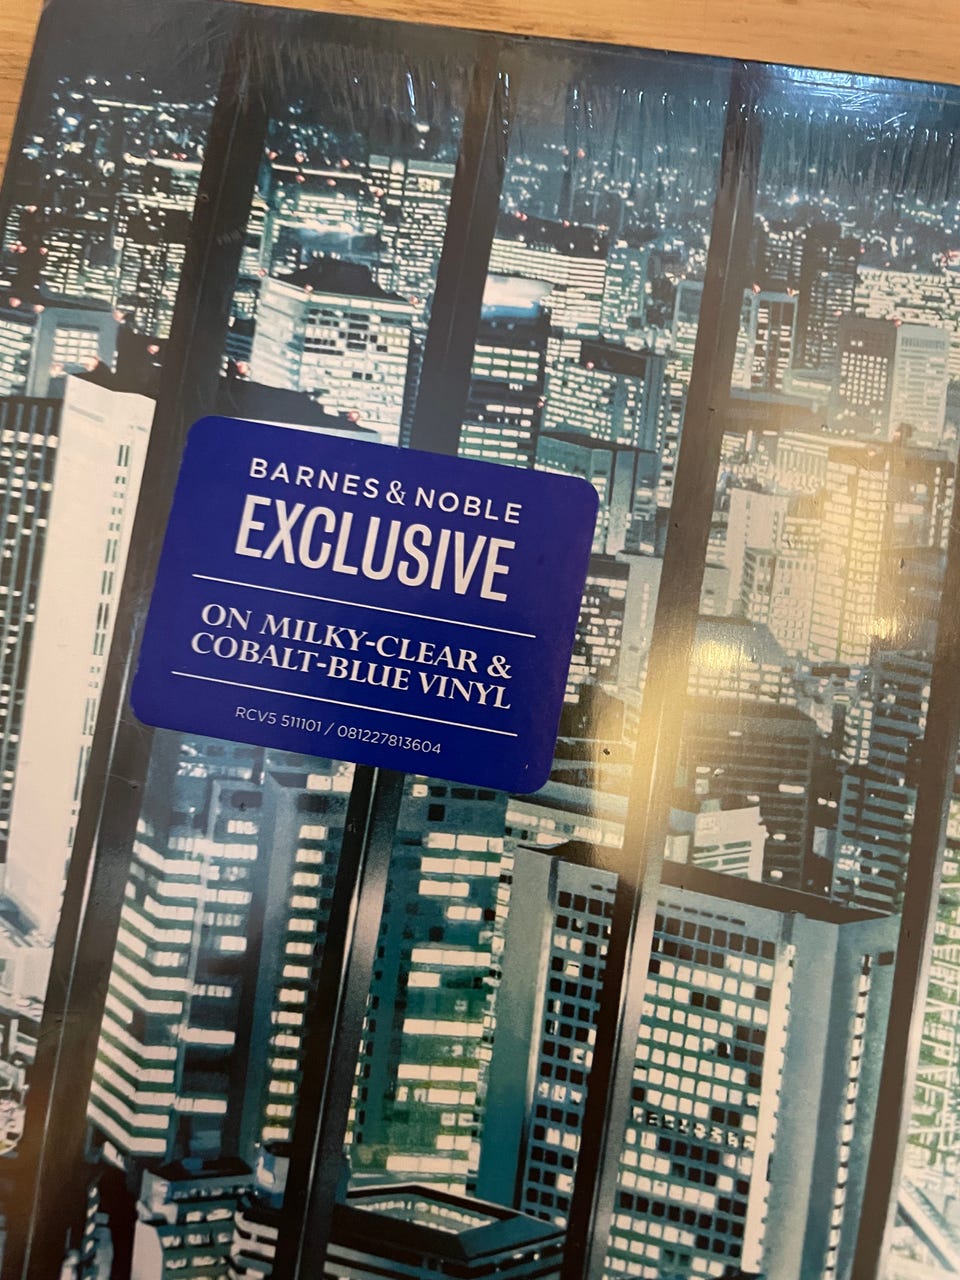 BARNES & NOBLE
EXCLUSIVE
ON MILKY-CLEAR &
COBALT-BLUE VINYL
RCV5 511101 / 081227813604